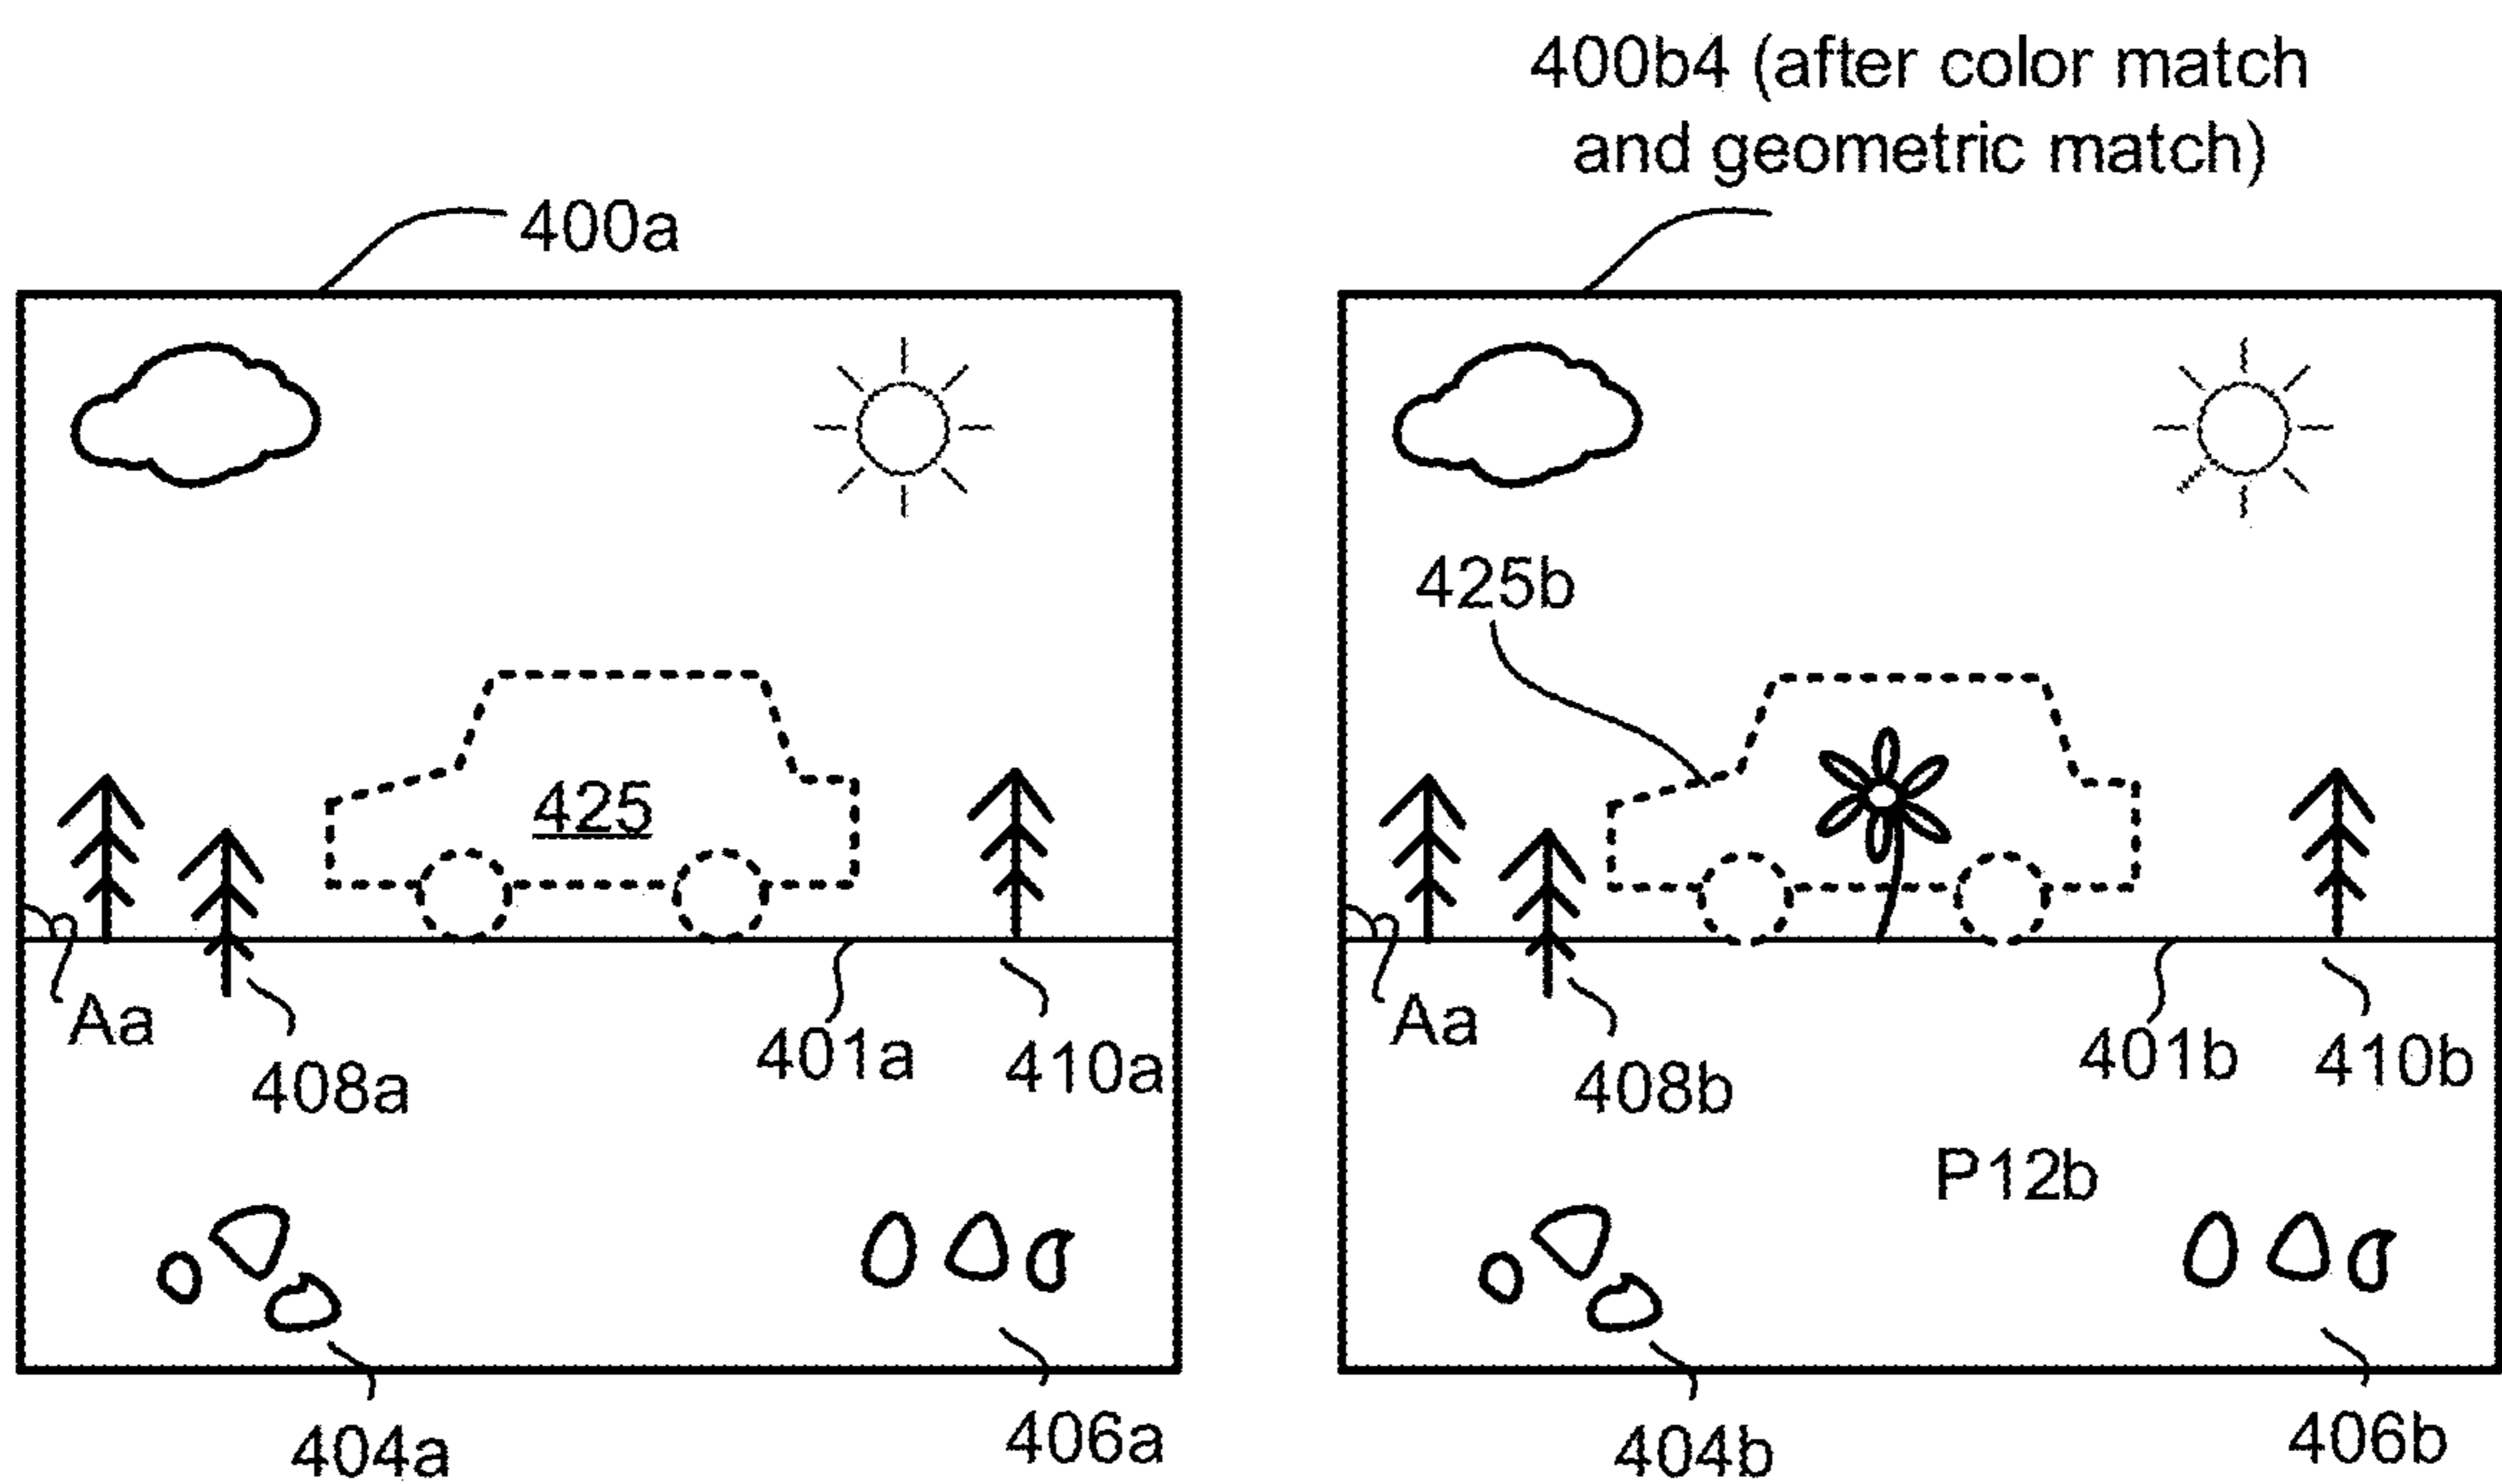 400b4 (after color match
and geometric match)
400a
425b
425
Aa
408a
401a
410a
Aa
408b
401b
410b
P12b
404a
406a
404b
406b